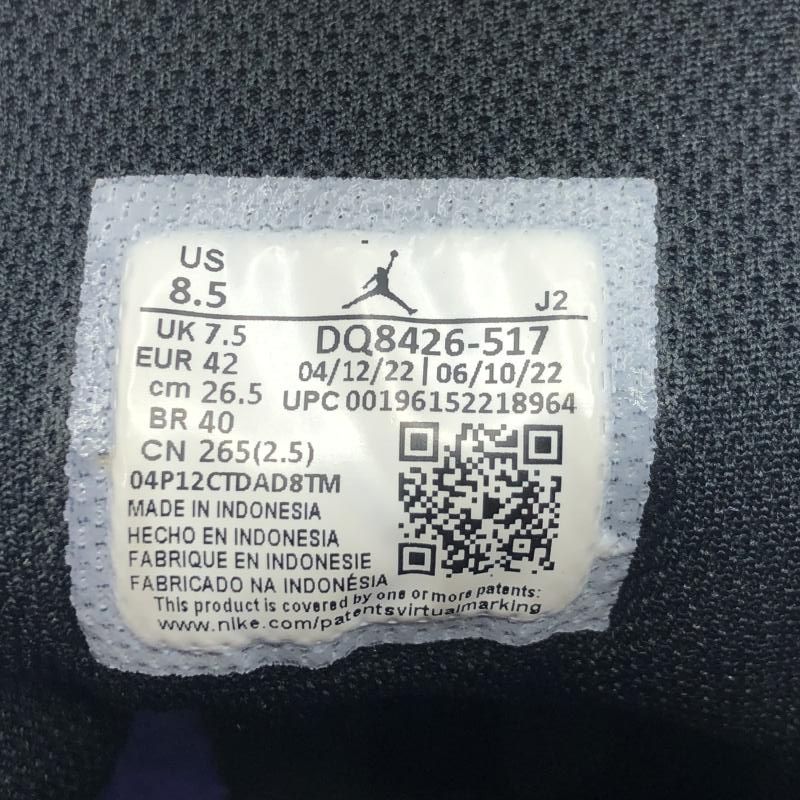 US
8.5
J2
UK 7.5
EUR 42
cm 26.5
BR 40
CN 265(2.5)
DQ8426-517
04/12/22 | 06/10/22
UPC 00196152218964
04P12CTDAD8TM
MADE IN INDONESIA
HECHO EN INDONESIA
FABRIQUE EN INDONESIE
FABRICADO NA INDONÉSIA
This product is covered by one or more patents:
www.nike.com/patentsvirtualmarking